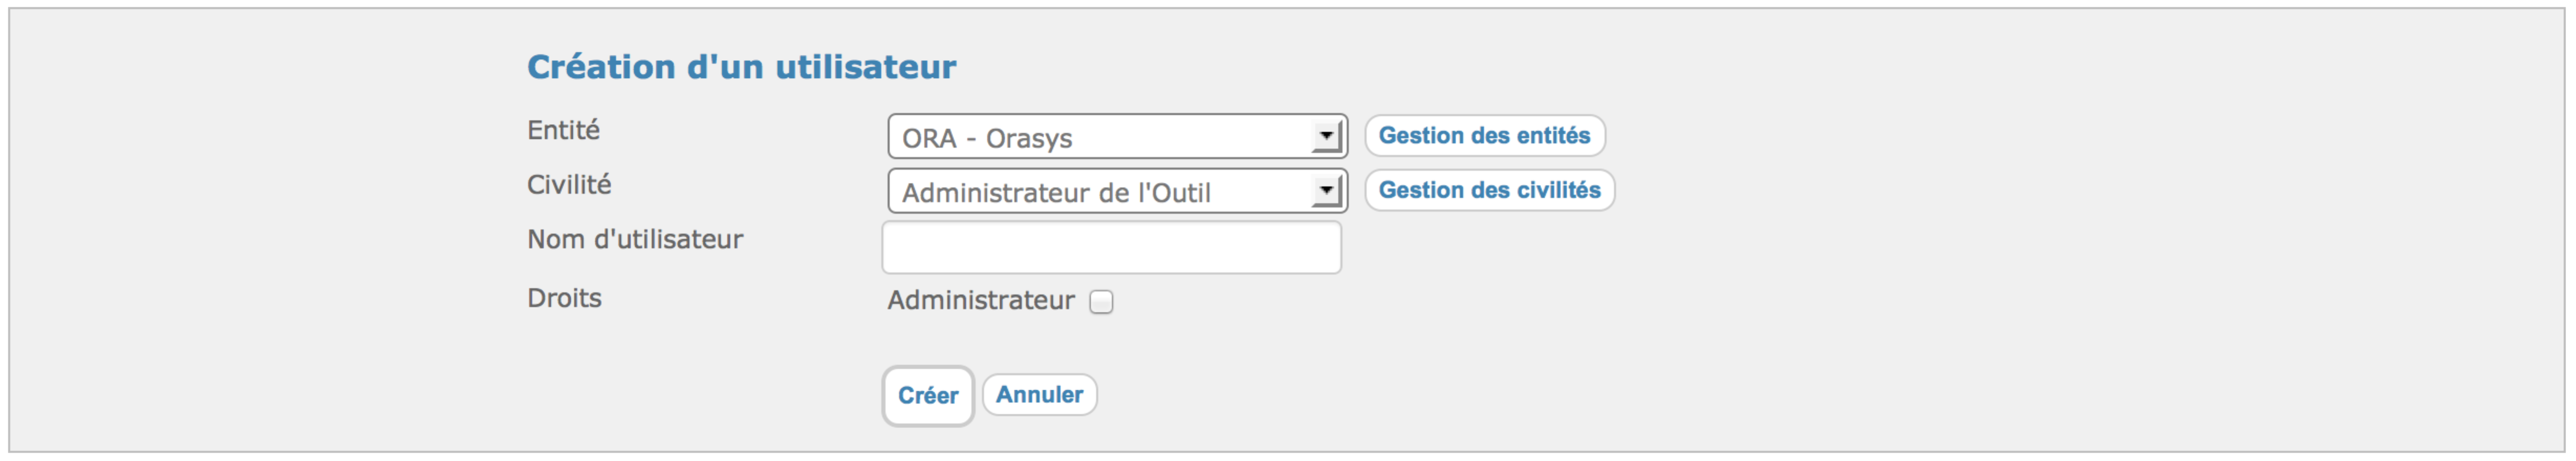 Création d'un utilisateur
Entité ORA - Orasys Gestion des entités
Civilité Administrateur de l'Outil Gestion des civilités
Nom d'utilisateur
Droits Administrateur
Créer Annuler